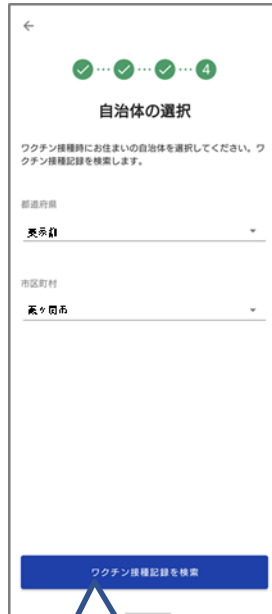 4
自治体の選択
ワクチン接種時にお住まいの自治体を選択してください。ワ
クチン接種記録を検索します。
都道府県
市区町村
ワクチン接種記録を検索